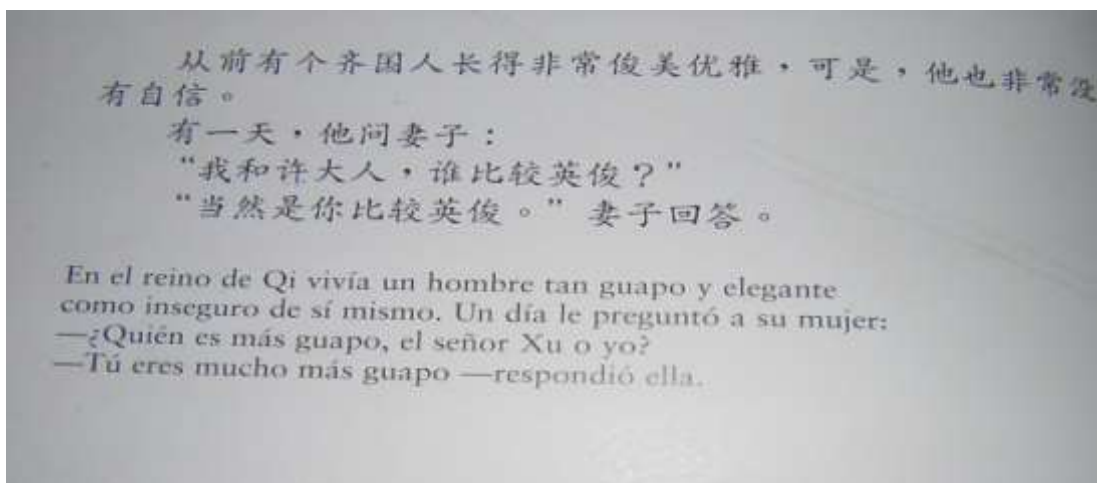 从前有个齐国人长得非常俊美优雅，可是，他也非常没
有自信。
有一天，他问妻子：
“我和许大人，谁比较英俊？”
“当然是你比较英俊。”妻子回答。
En el reino de Qi vivía un hombre tan guapo y elegante
como inseguro de sí mismo. Un día le preguntó a su mujer:
—¿Quién es más guapo, el señor Xu o yo?
—Tú eres mucho más guapo —respondió ella.